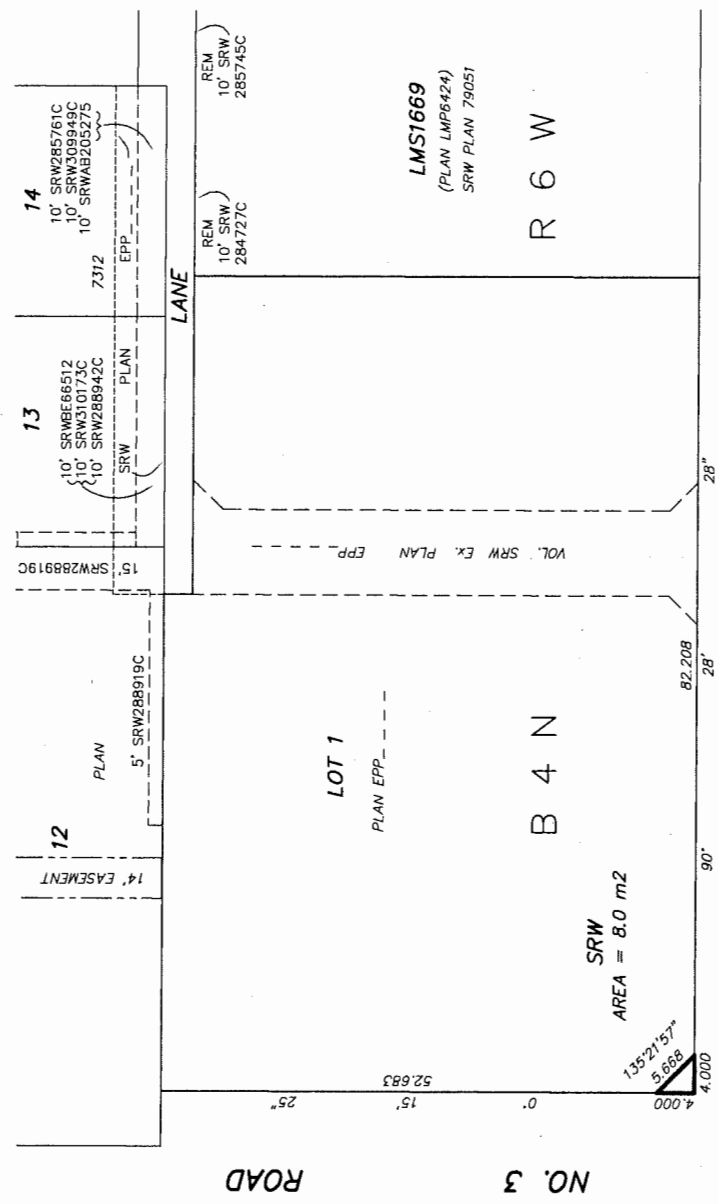 14
10' SRW285761C
10' SRW309949C
10' SRWAB205275
7312
EPP
13
10' SRWBE66512
10' SRW310173C
10' SRW288942C
SRW PLAN
15' SRW288919C
PLAN
5' SRW288919C
12
14' EASEMENT
LANE
REM
10' SRW
284727C
REM
10' SRW
285745C
LMS1669
(PLAN LMP6424)
SRW PLAN 79051
R 6 W
VOL. SRW Ex. PLAN EPP
LOT 1
PLAN EPP
B 4 N
SRW
AREA = 8.0 m2
135°21'57"
5.668
4.000
4.000
52.683
0° 15' 25"
82.208
90° 28' 28"
NO. 3 ROAD